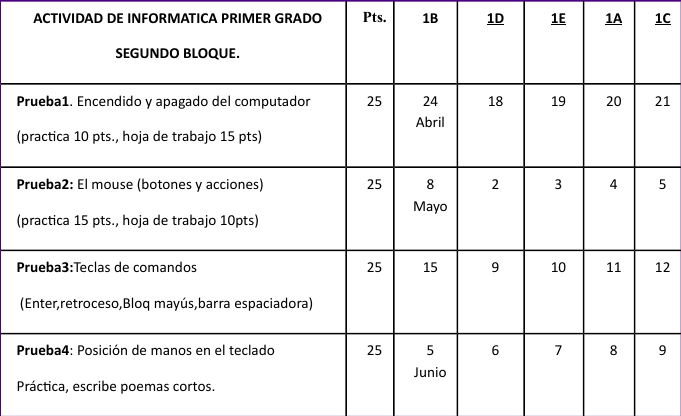 ACTIVIDAD DE INFORMATICA PRIMER GRADO Pts. 1B 1D 1E 1A 1C
SEGUNDO BLOQUE.
Prueba1. Encendido y apagado del computador 25 24 18 19 20 21
Abril
(practica 10 pts., hoja de trabajo 15 pts)
Prueba2: El mouse (botones y acciones) 25 8 2 3 4 5
Mayo
(practica 15 pts., hoja de trabajo 10pts)
Prueba3:Teclas de comandos 25 15 9 10 11 12
(Enter,retroceso,Bloq mayús,barra espaciadora)
Prueba4: Posición de manos en el teclado 25 5 6 7 8 9
Junio
Práctica, escribe poemas cortos.